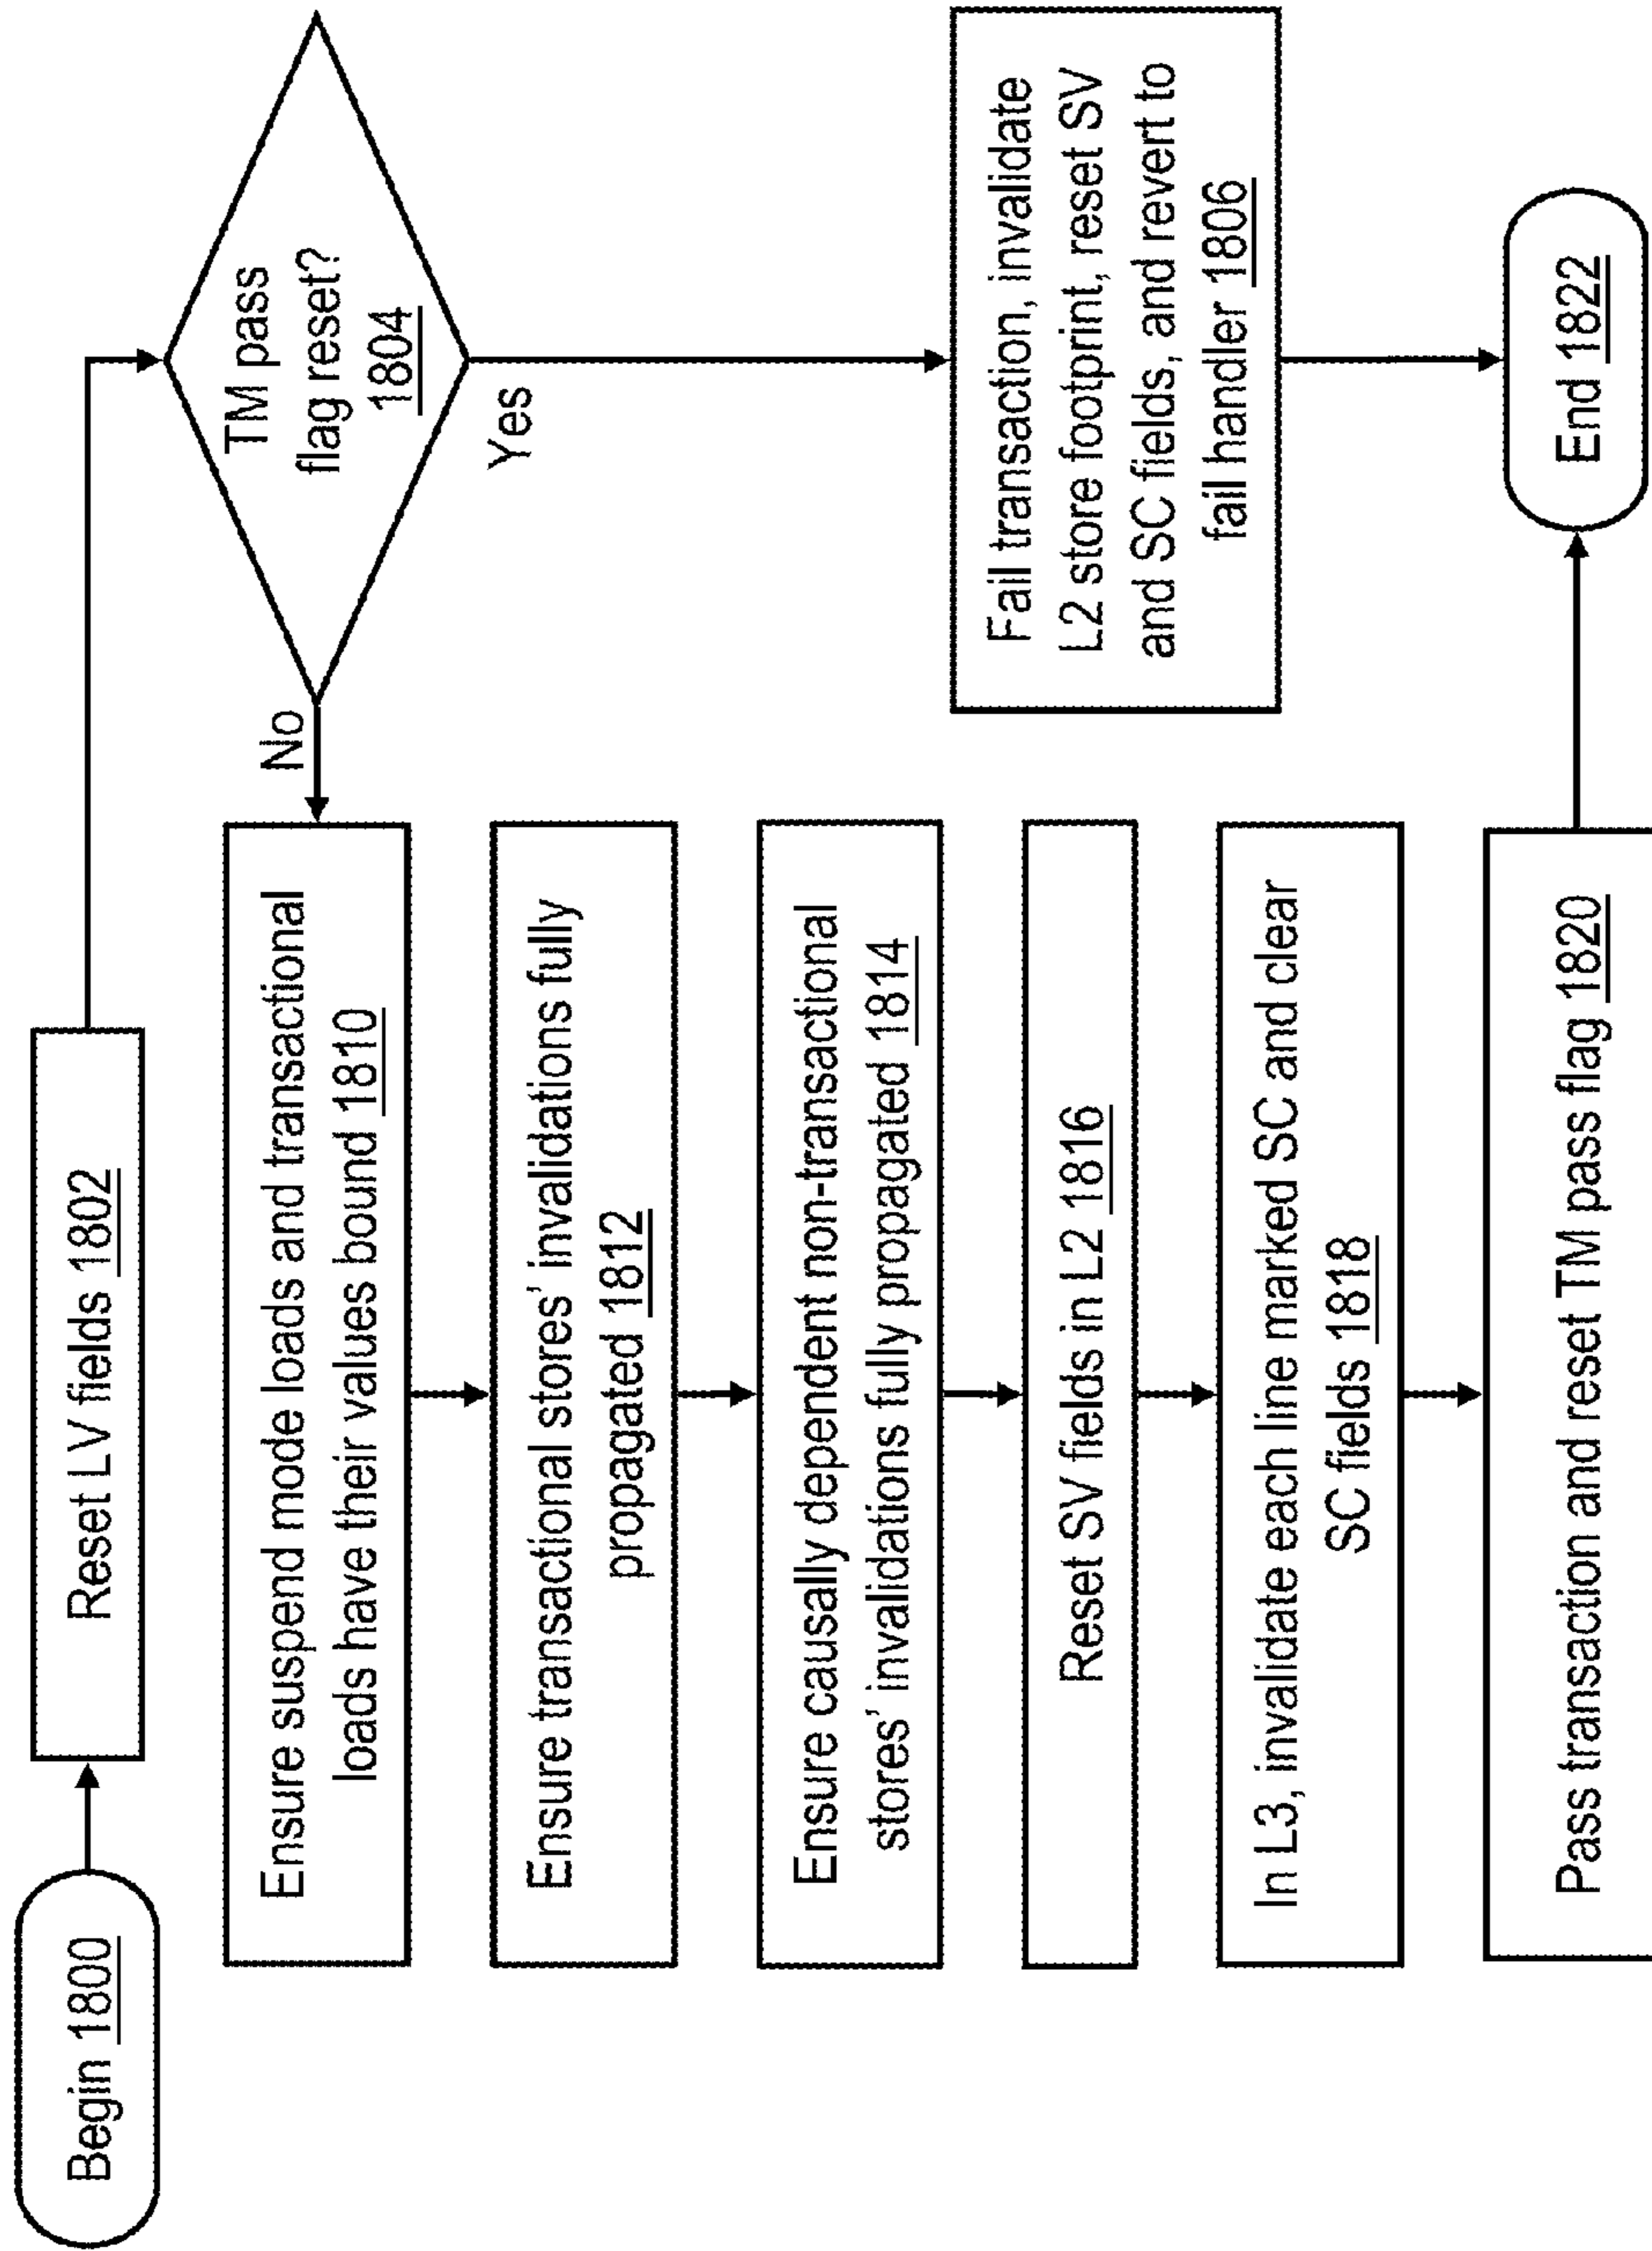 Begin 1800
Reset LV fields 1802
TM pass
flag reset?
1804
No
Yes
Ensure suspend mode loads and transactional
loads have their values bound 1810
Ensure transactional stores' invalidations fully
propagated 1812
Ensure causally dependent non-transactional
stores' invalidations fully propagated 1814
Reset SV fields in L2 1816
In L3, invalidate each line marked SC and clear
SC fields 1818
Pass transaction and reset TM pass flag 1820
Fail transaction, invalidate
L2 store footprint, reset SV
and SC fields, and revert to
fail handler 1806
End 1822